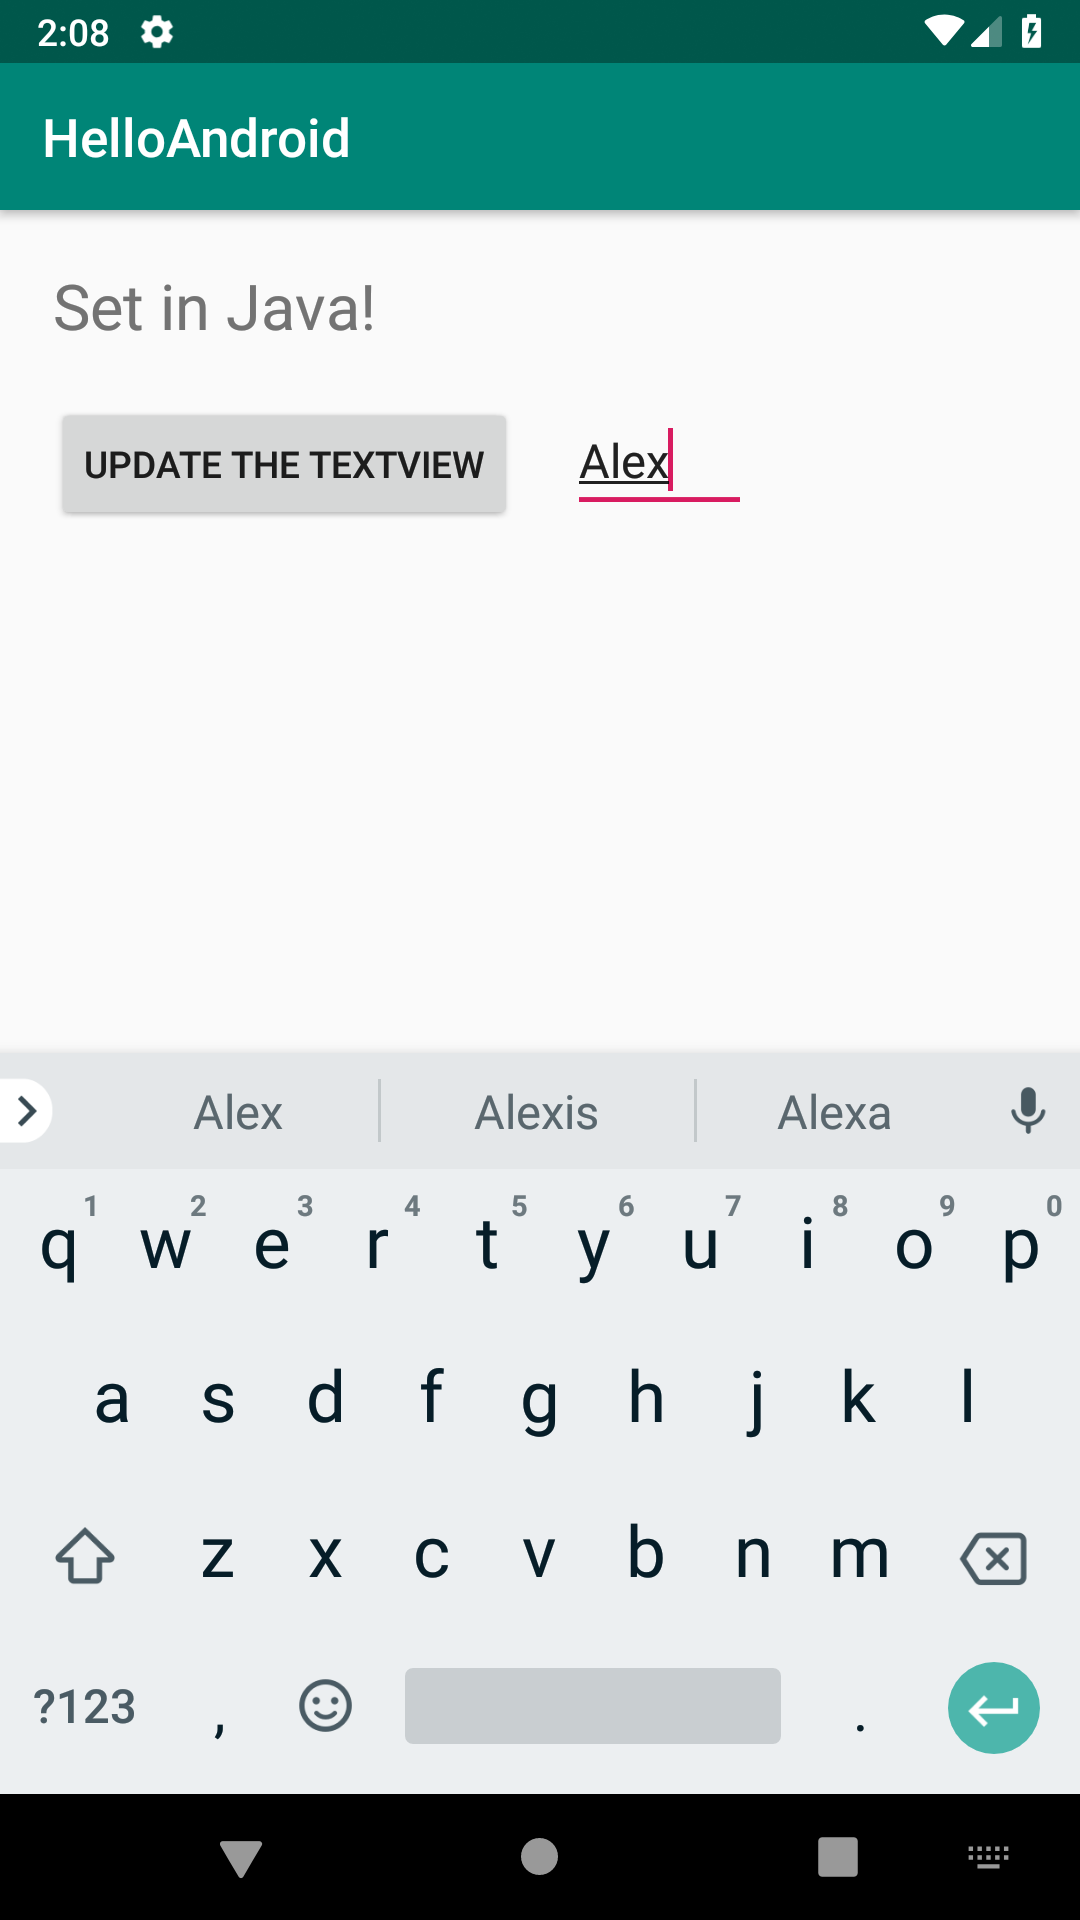 2:08
HelloAndroid
Set in Java!
UPDATE THE TEXTVIEW Alex
Alex Alexis Alexa
1 2 3 4 5 6 7 8 9 0
q w e r t y u i o p
a s d f g h j k l
z x c v b n m
?123 , .